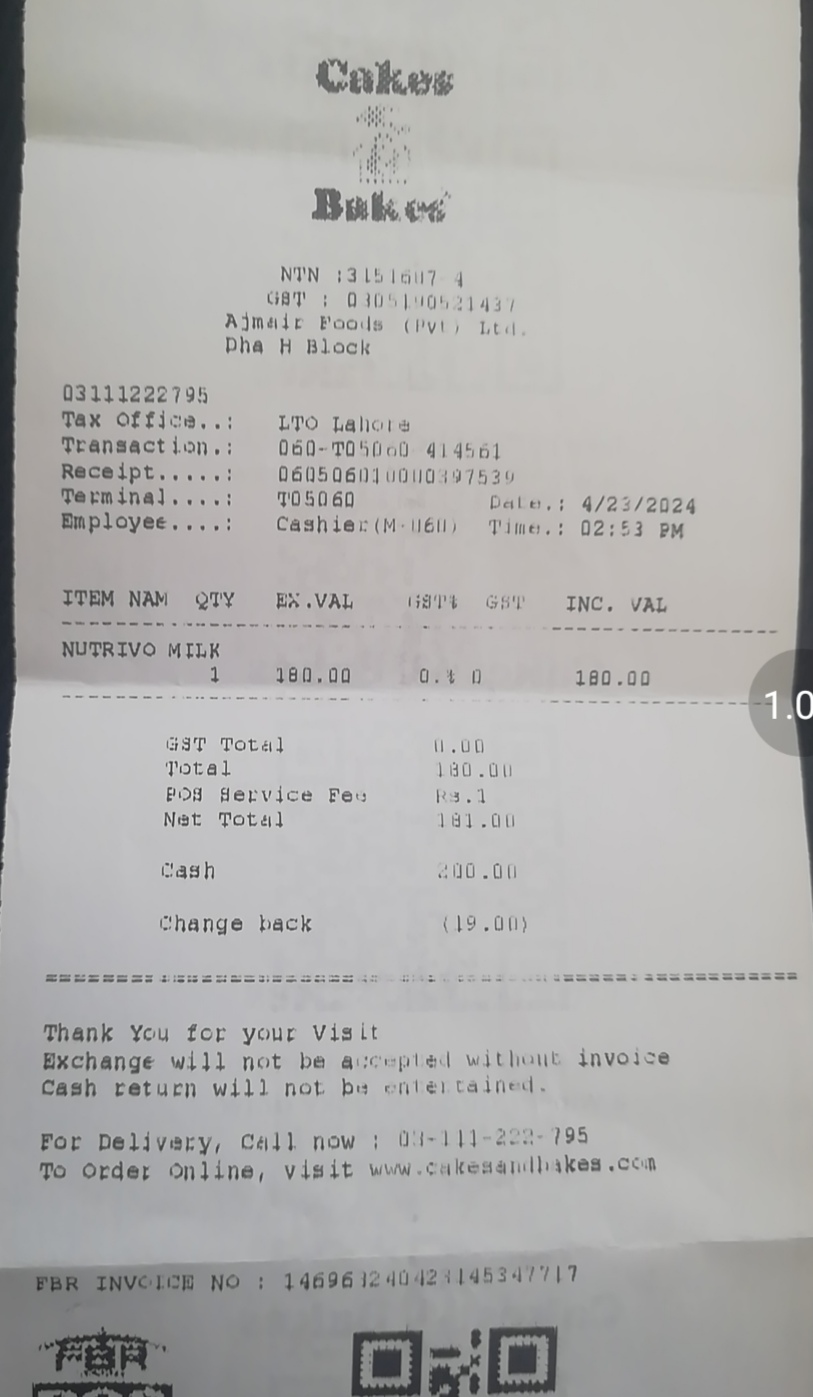 Cakes
&
Bakes
NTN :3151607-4
GST : 0305190521437
Ajmair Foods (Pvt) Ltd.
Dha H Block
03111222795
Tax Office..: LTO Lahore
Transaction.: 060-T05060-414561
Receipt.....: 0605060100000397539
Terminal....: T05060 Date.: 4/23/2024
Employee....: Cashier(M-060) Time.: 02:53 PM
ITEM NAM QTY EX.VAL GST% GST INC. VAL
NUTRIVO MILK
1 180.00 0.% 0 180.00
GST Total 0.00
Total 180.00
POS Service Fee Rs.1
Net Total 181.00
Cash 200.00
Change back (19.00)
Thank You for your Visit
Exchange will not be accepted without invoice
Cash return will not be entertained.
For Delivery, Call now : 03-111-222-795
To Order Online, visit www.cakesandbakes.com
FBR INVOICE NO :
FBR
POS
1.0